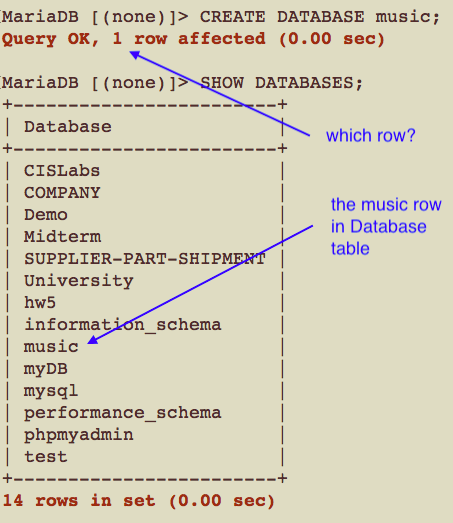 MariaDB [(none)]> CREATE DATABASE music;
Query OK, 1 row affected (0.00 sec)
MariaDB [(none)]> SHOW DATABASES;
+------------------------+
| Database |
which row?
+------------------------+
| CISLabs |
| COMPANY |
the music row
| Demo |
in Database
| Midterm |
table
| SUPPLIER-PART-SHIPMENT |
| University |
| hw5 |
| information_schema |
| music |
| myDB |
| mysql |
| performance_schema |
| phpmyadmin |
| test |
+------------------------+
14 rows in set (0.00 sec)